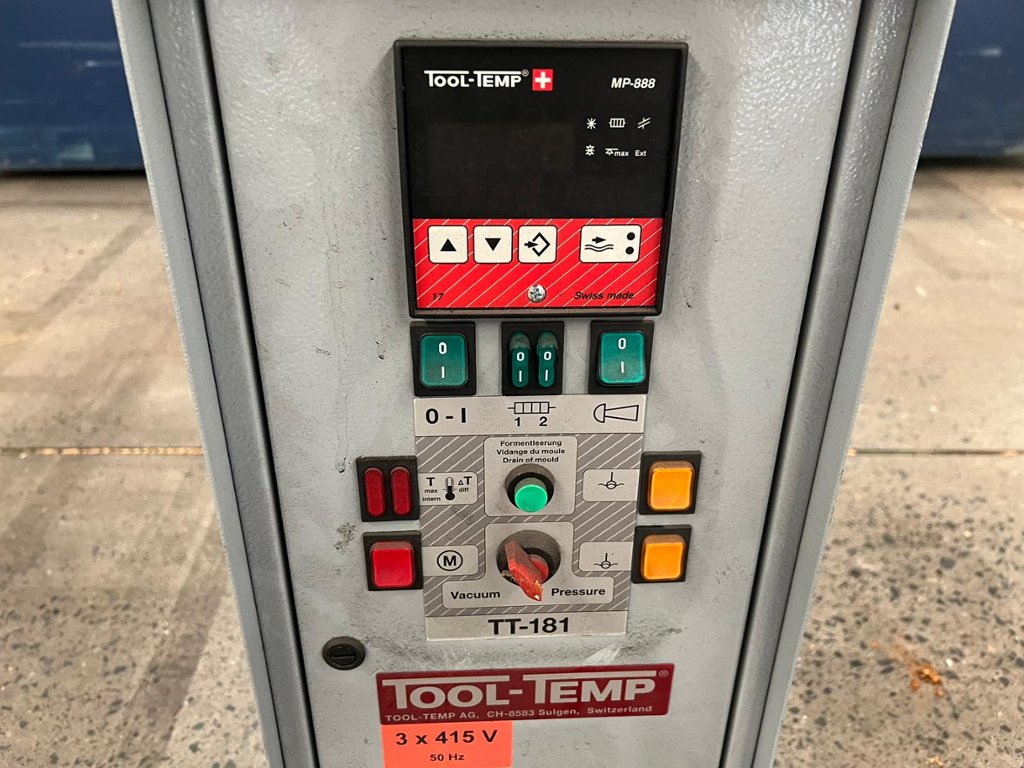 TOOL-TEMP®
MP-888
max Ext
17
Swiss made
0 I
0 I
0 I
0 I
0 - I
1 2
Formentleerung
Vidange du moule
Drain of mould
T ΔT
max diff
intern
M
Vacuum
Pressure
TT-181
TOOL-TEMP®
TOOL-TEMP AG, CH-8583 Sulgen, Switzerland
3 x 415 V
50 Hz